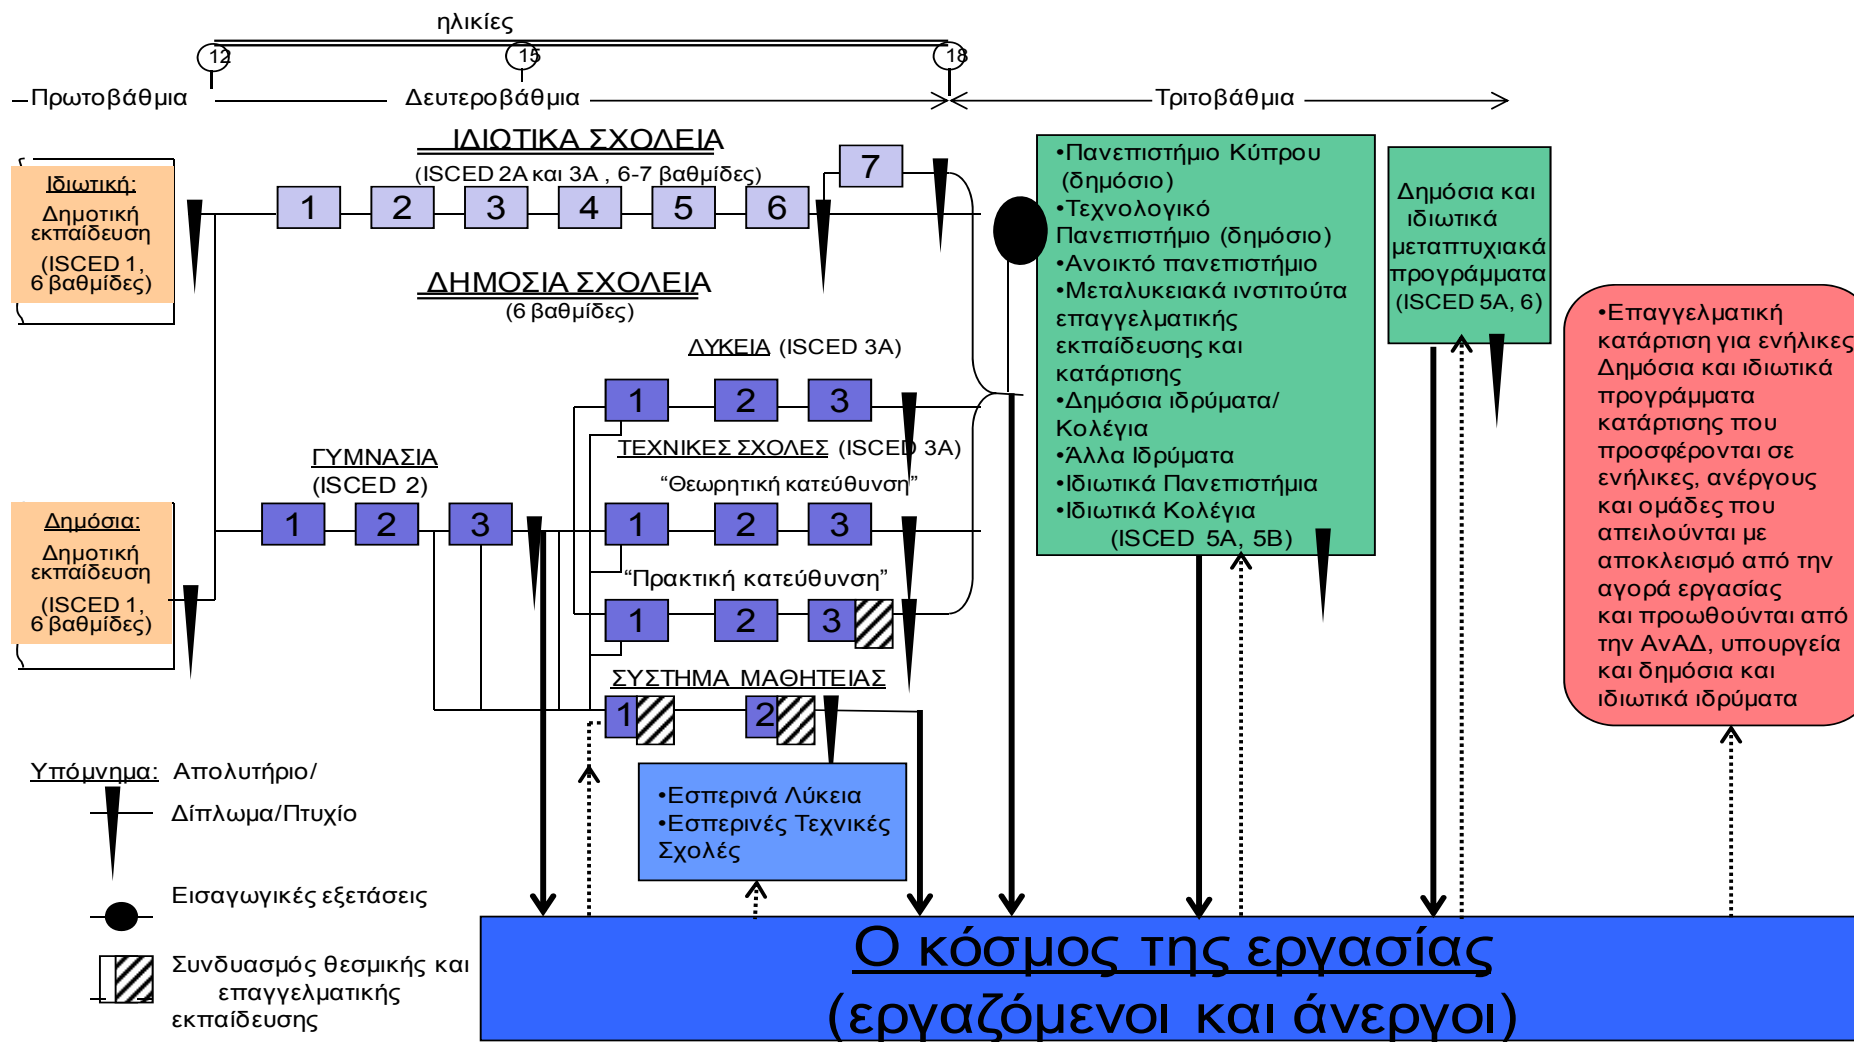 ηλικίες
12
15
18
Πρωτοβάθμια
Δευτεροβάθμια
Τριτοβάθμια
ΙΔΙΩΤΙΚΑ ΣΧΟΛΕΙΑ
(ISCED 2A και 3A , 6-7 βαθμίδες)
7
1 2 3 4 5 6
Ιδιωτική:
Δημοτική
εκπαίδευση
(ISCED 1,
6 βαθμίδες)
ΔΗΜΟΣΙΑ ΣΧΟΛΕΙΑ
(6 βαθμίδες)
ΛΥΚΕΙΑ (ISCED 3A)
1 2 3
ΤΕΧΝΙΚΕΣ ΣΧΟΛΕΣ (ISCED 3A)
“Θεωρητική κατεύθυνση”
ΓΥΜΝΑΣΙΑ
(ISCED 2)
1 2 3
1 2 3
“Πρακτική κατεύθυνση”
1 2 3
Δημόσια:
Δημοτική
εκπαίδευση
(ISCED 1,
6 βαθμίδες)
ΣΥΣΤΗΜΑ ΜΑΘΗΤΕΙΑΣ
1 2
•Εσπερινά Λύκεια
•Εσπερινές Τεχνικές
Σχολές
•Πανεπιστήμιο Κύπρου
(δημόσιο)
•Τεχνολογικό
Πανεπιστήμιο (δημόσιο)
•Ανοικτό πανεπιστήμιο
•Μεταλυκειακά ινστιτούτα
επαγγελματικής
εκπαίδευσης και
κατάρτισης
•Δημόσια ιδρύματα/
Κολέγια
•Άλλα Ιδρύματα
•Ιδιωτικά Πανεπιστήμια
•Ιδιωτικά Κολέγια
(ISCED 5A, 5B)
Δημόσια και
ιδιωτικά
μεταπτυχιακά
προγράμματα
(ISCED 5A, 6)
•Επαγγελματική
κατάρτιση για ενήλικες
Δημόσια και ιδιωτικά
προγράμματα
κατάρτισης που
προσφέρονται σε
ενήλικες, ανέργους
και ομάδες που
απειλούνται με
αποκλεισμό από την
αγορά εργασίας
και προωθούνται από
την ΑνΑΔ, υπουργεία
και δημόσια και
ιδιωτικά ιδρύματα
Υπόμνημα: Απολυτήριο/
Δίπλωμα/Πτυχίο
Εισαγωγικές εξετάσεις
Συνδυασμός θεσμικής και
επαγγελματικής
εκπαίδευσης
Ο κόσμος της εργασίας
(εργαζόμενοι και άνεργοι)